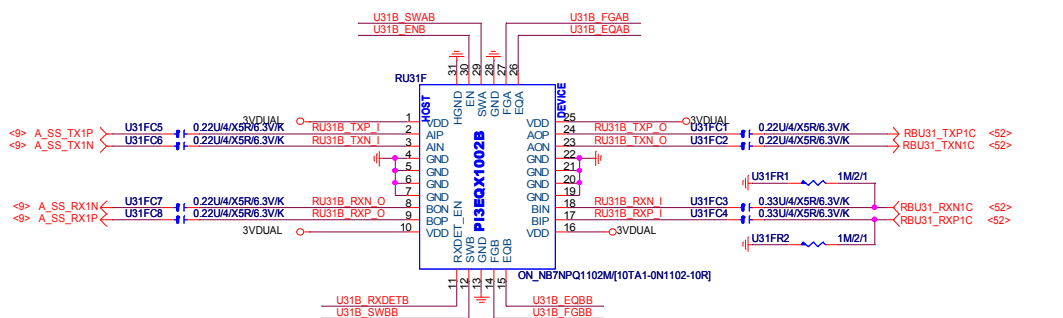 U31B_SWAB
U31B_ENB
U31B_FGAB
U31B_EQAB
RU31F
31 30 29 28 27 26
HGND EN SWA GND FGA EQA
HOST
DEVICE
PI3EQX1002B
3VDUAL 1 VDD VDD 25 3VDUAL
<9> A_SS_TX1P U31FC5 0.22U/4/X5R/6.3V/K RU31B_TXP_I 2 AIP AOP 24 RU31B_TXP_O U31FC1 0.22U/4/X5R/6.3V/K RBU31_TXP1C <52>
<9> A_SS_TX1N U31FC6 0.22U/4/X5R/6.3V/K RU31B_TXN_I 3 AIN AON 23 RU31B_TXN_O U31FC2 0.22U/4/X5R/6.3V/K RBU31_TXN1C <52>
4 GND GND 22
5 GND GND 21
6 GND GND 20
7 GND GND 19
U31FR1 1M/2/1
<9> A_SS_RX1N U31FC7 0.22U/4/X5R/6.3V/K RU31B_RXN_O 8 BON BIN 18 RU31B_RXN_I U31FC3 0.33U/4/X5R/6.3V/K RBU31_RXN1C <52>
<9> A_SS_RX1P U31FC8 0.22U/4/X5R/6.3V/K RU31B_RXP_O 9 BOP BIP 17 RU31B_RXP_I U31FC4 0.33U/4/X5R/6.3V/K RBU31_RXP1C <52>
3VDUAL 10 VDD VDD 16 3VDUAL
U31FR2 1M/2/1
RXDET_EN SWB GND FGB EQB
11 12 13 14 15
ON_NB7NPQ1102M/[10TA1-0N1102-10R]
U31B_RXDETB
U31B_SWBB
U31B_EQBB
U31B_FGBB